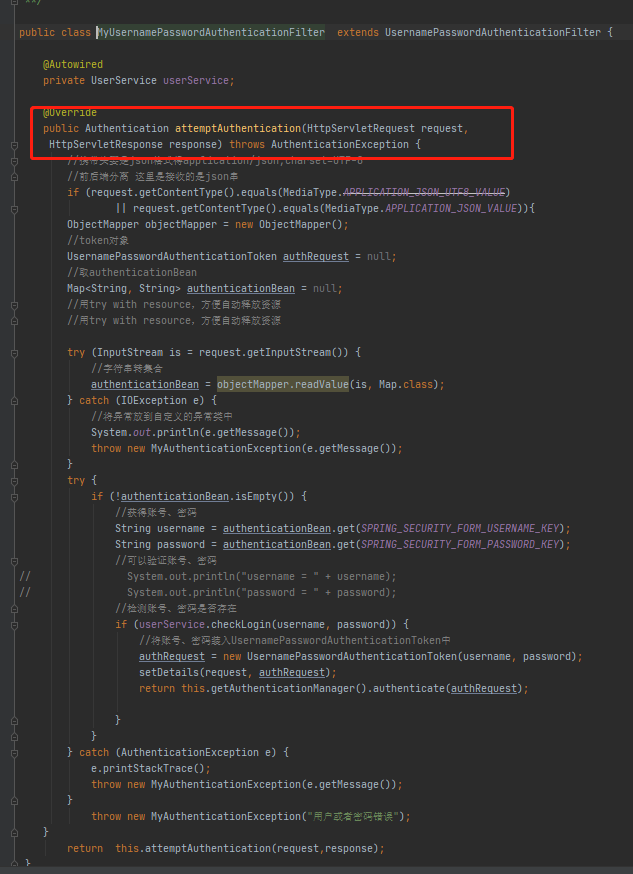 **/
public class MyUsernamePasswordAuthenticationFilter extends UsernamePasswordAuthenticationFilter {
@Autowired
private UserService userService;
@Override
public Authentication attemptAuthentication(HttpServletRequest request,
HttpServletResponse response) throws AuthenticationException {
//携带头要是json格式得application/json;charset=UTF-8
//前后端分离 这里是接收的是json串
if (request.getContentType().equals(MediaType.APPLICATION_JSON_UTF8_VALUE)
|| request.getContentType().equals(MediaType.APPLICATION_JSON_VALUE)){
ObjectMapper objectMapper = new ObjectMapper();
//token对象
UsernamePasswordAuthenticationToken authRequest = null;
//取authenticationBean
Map<String, String> authenticationBean = null;
//用try with resource，方便自动释放资源
//用try with resource，方便自动释放资源
try (InputStream is = request.getInputStream()) {
//字符串转集合
authenticationBean = objectMapper.readValue(is, Map.class);
} catch (IOException e) {
//将异常放到自定义的异常类中
System.out.println(e.getMessage());
throw new MyAuthenticationException(e.getMessage());
}
try {
if (!authenticationBean.isEmpty()) {
//获得账号、密码
String username = authenticationBean.get(SPRING_SECURITY_FORM_USERNAME_KEY);
String password = authenticationBean.get(SPRING_SECURITY_FORM_PASSWORD_KEY);
//可以验证账号、密码
// System.out.println("username = " + username);
// System.out.println("password = " + password);
//检测账号、密码是否存在
if (userService.checkLogin(username, password)) {
//将账号、密码装入UsernamePasswordAuthenticationToken中
authRequest = new UsernamePasswordAuthenticationToken(username, password);
setDetails(request, authRequest);
return this.getAuthenticationManager().authenticate(authRequest);
}
}
} catch (AuthenticationException e) {
e.printStackTrace();
throw new MyAuthenticationException(e.getMessage());
}
throw new MyAuthenticationException("用户或者密码错误");
}
return this.attemptAuthentication(request,response);
}